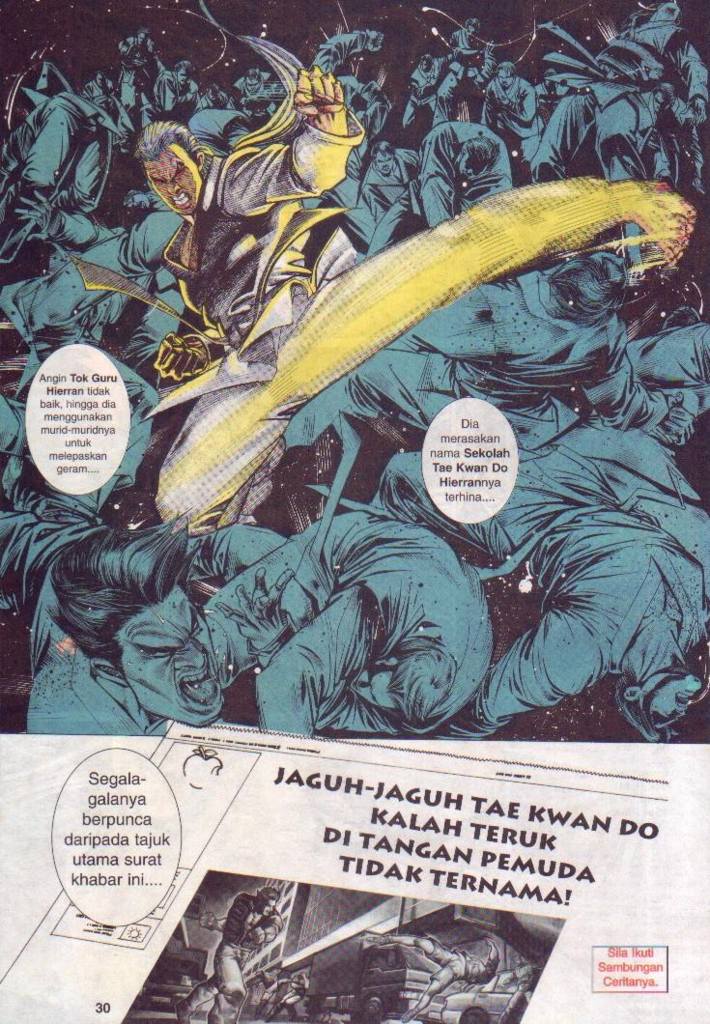 Angin Tok Guru
Hierran tidak
baik, hingga dia
menggunakan
murid-muridnya
untuk
melepaskan
geram....
Dia
merasakan
nama Sekolah
Tae Kwan Do
Hierrannya
terhina....
Segala-
galanya
berpunca
daripada tajuk
utama surat
khabar ini....
JAGUH-JAGUH TAE KWAN DO
KALAH TERUK
DI TANGAN PEMUDA
TIDAK TERNAMA!
Sila Ikuti
Sambungan
Ceritanya.
30